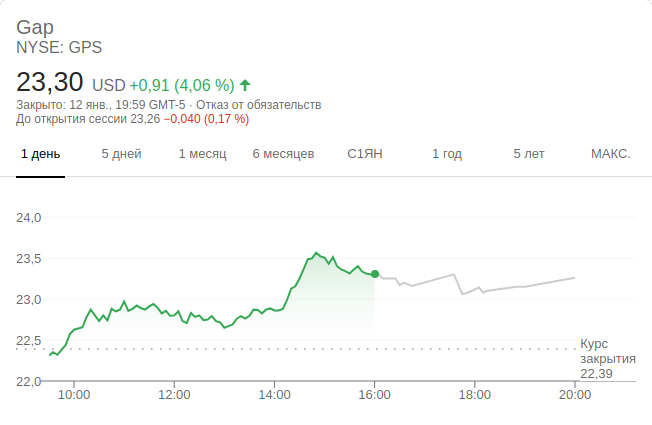 Gap
NYSE: GPS
23,30 USD +0,91 (4,06 %)
Закрыто: 12 янв., 19:59 GMT-5 · Отказ от обязательств
До открытия сессии 23,26 −0,040 (0,17 %)
1 день 5 дней 1 месяц 6 месяцев С1ЯН 1 год 5 лет МАКС.
24,0
23,5
23,0
22,5
22,0
Курс
закрытия
22,39
10:00 12:00 14:00 16:00 18:00 20:00